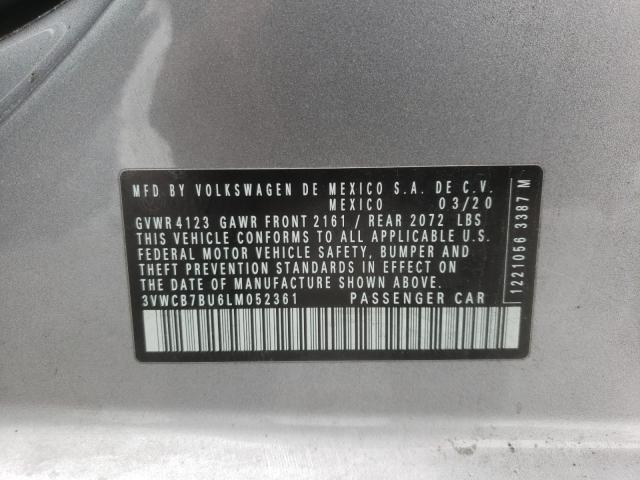 MFD BY VOLKSWAGEN DE MEXICO S.A. DE C.V.
MEXICO 03/20
GVWR 4123 GAWR FRONT 2161 / REAR 2072 LBS
THIS VEHICLE CONFORMS TO ALL APPLICABLE U.S.
FEDERAL MOTOR VEHICLE SAFETY, BUMPER AND
THEFT PREVENTION STANDARDS IN EFFECT ON
THE DATE OF MANUFACTURE SHOWN ABOVE.
3VWCB7BU6LM052361 PASSENGER CAR
1221056 3387 M